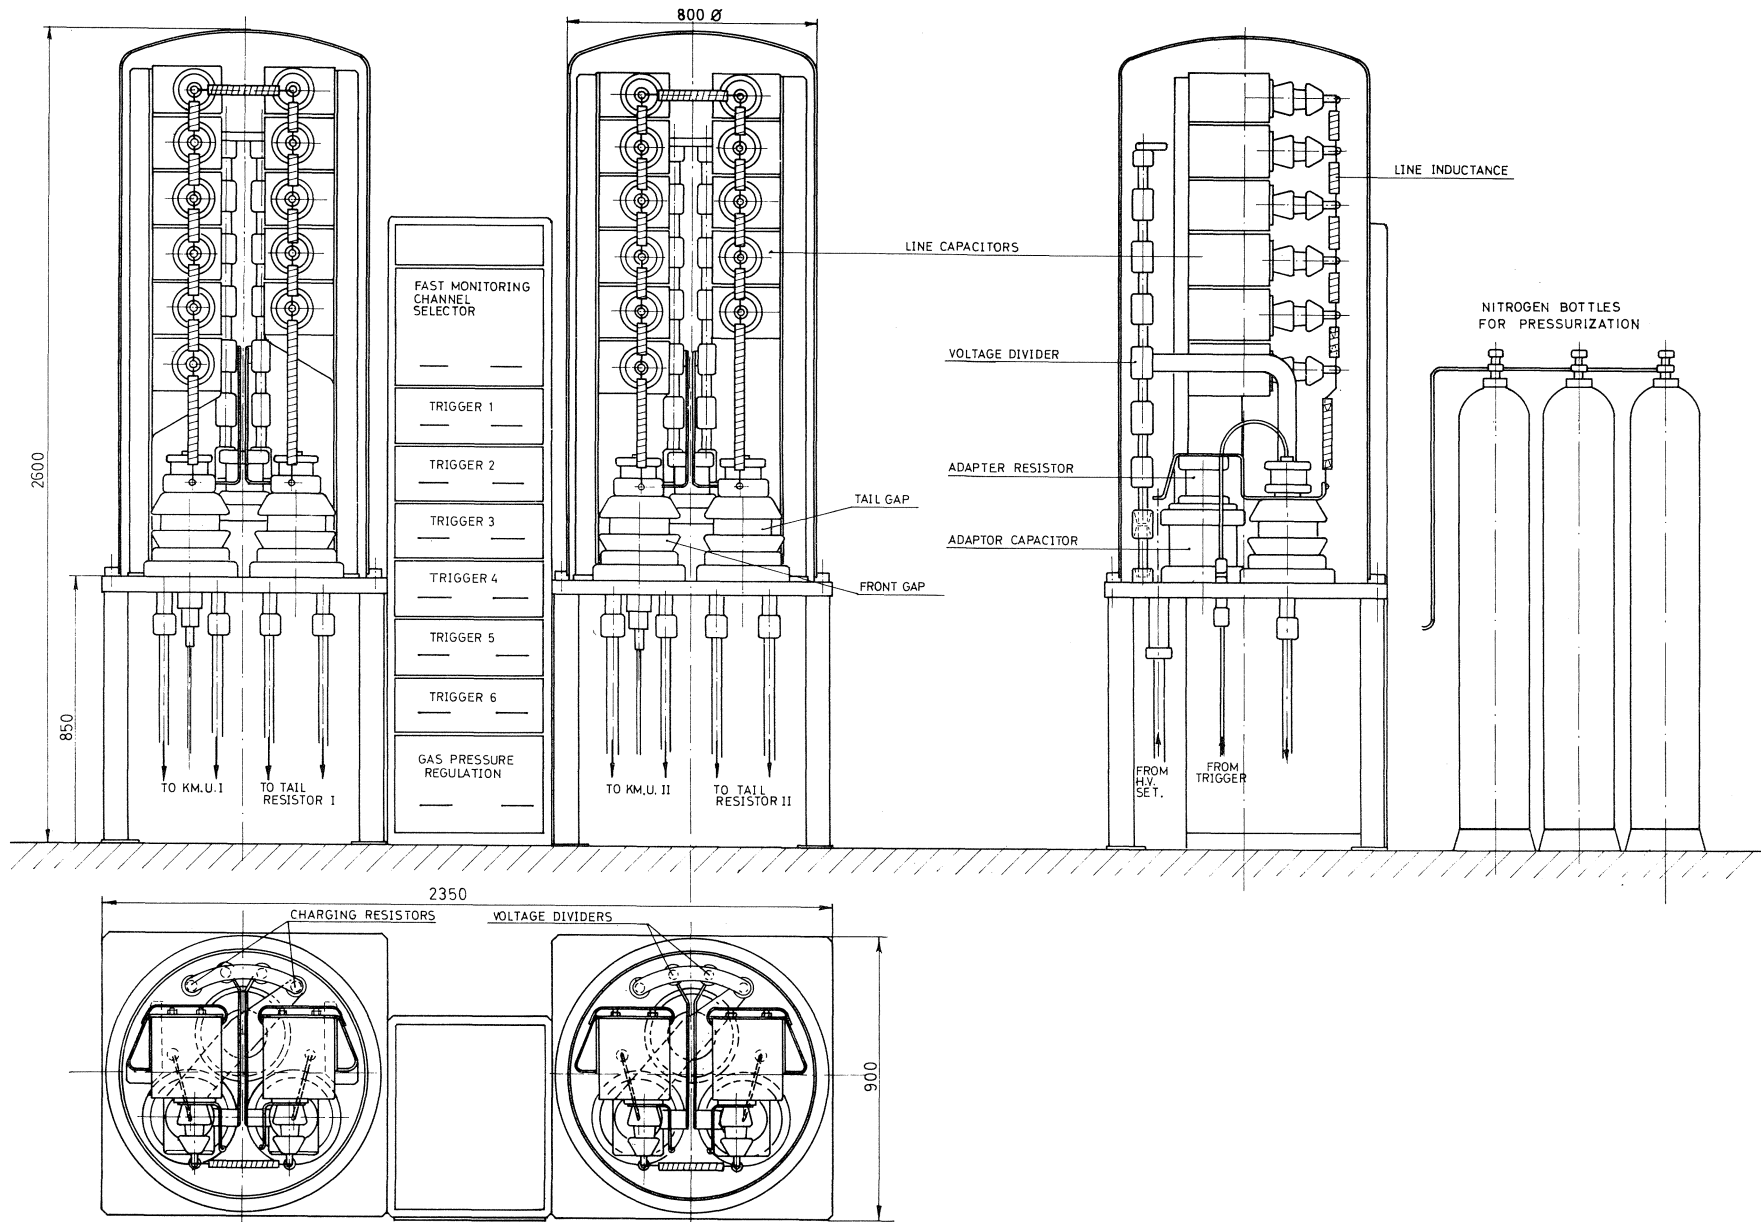 800 Ø
2600
850
FAST MONITORING
CHANNEL
SELECTOR
TRIGGER 1
TRIGGER 2
TRIGGER 3
TRIGGER 4
TRIGGER 5
TRIGGER 6
GAS PRESSURE
REGULATION
TO KM.U.I
TO TAIL
RESISTOR I
TO KM.U. II
TO TAIL
RESISTOR II
LINE CAPACITORS
VOLTAGE DIVIDER
ADAPTER RESISTOR
TAIL GAP
ADAPTOR CAPACITOR
FRONT GAP
LINE INDUCTANCE
NITROGEN BOTTLES
FOR PRESSURIZATION
FROM
H.V.
SET.
FROM
TRIGGER
2350
CHARGING RESISTORS
VOLTAGE DIVIDERS
900